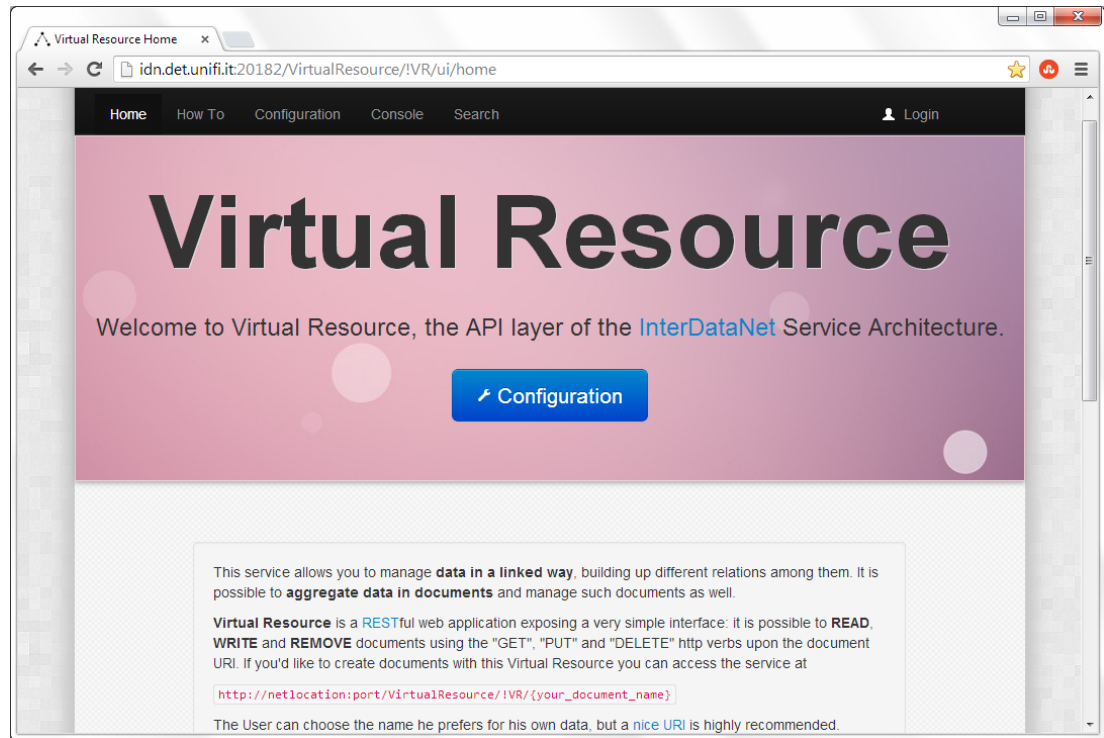 Virtual Resource Home
idn.det.unifi.it:20182/VirtualResource/!VR/ui/home
Home How To Configuration Console Search Login
Virtual Resource
Welcome to Virtual Resource, the API layer of the InterDataNet Service Architecture.
Configuration
This service allows you to manage data in a linked way, building up different relations among them. It is
possible to aggregate data in documents and manage such documents as well.
Virtual Resource is a RESTful web application exposing a very simple interface: it is possible to READ,
WRITE and REMOVE documents using the "GET", "PUT" and "DELETE" http verbs upon the document
URI. If you'd like to create documents with this Virtual Resource you can access the service at
http://netlocation:port/VirtualResource/!VR/{your_document_name}
The User can choose the name he prefers for his own data, but a nice URI is highly recommended.